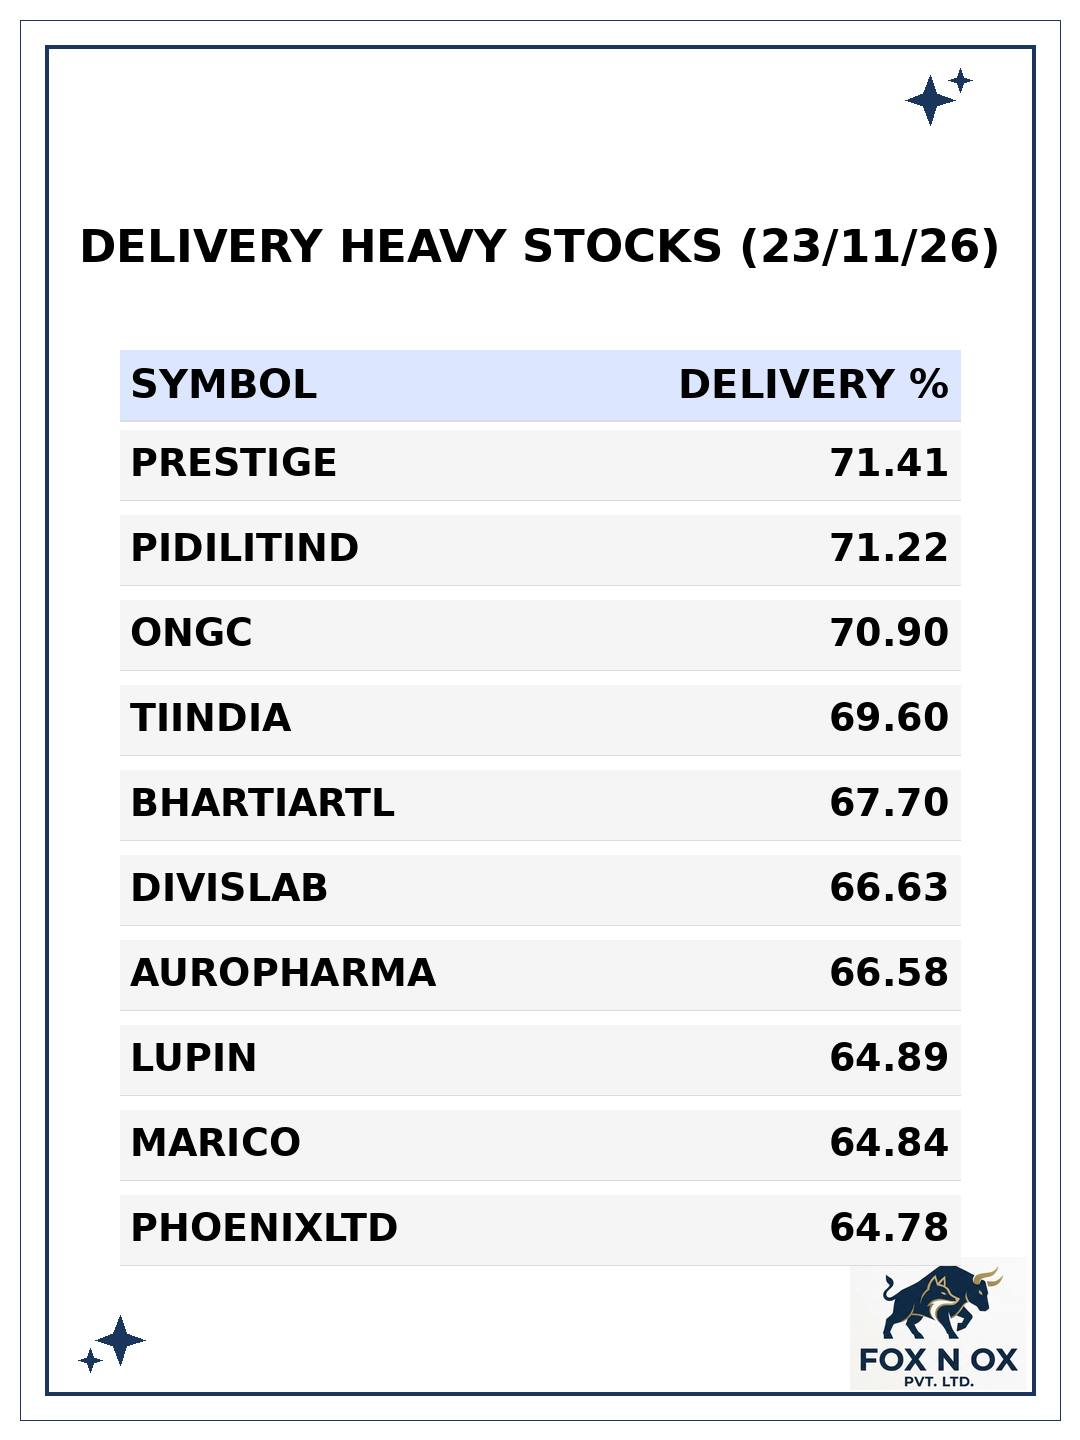 DELIVERY HEAVY STOCKS (23/11/26)
SYMBOL DELIVERY %
PRESTIGE 71.41
PIDILITIND 71.22
ONGC 70.90
TIINDIA 69.60
BHARTIARTL 67.70
DIVISLAB 66.63
AUROPHARMA 66.58
LUPIN 64.89
MARICO 64.84
PHOENIXLTD 64.78
FOX N OX
PVT. LTD.